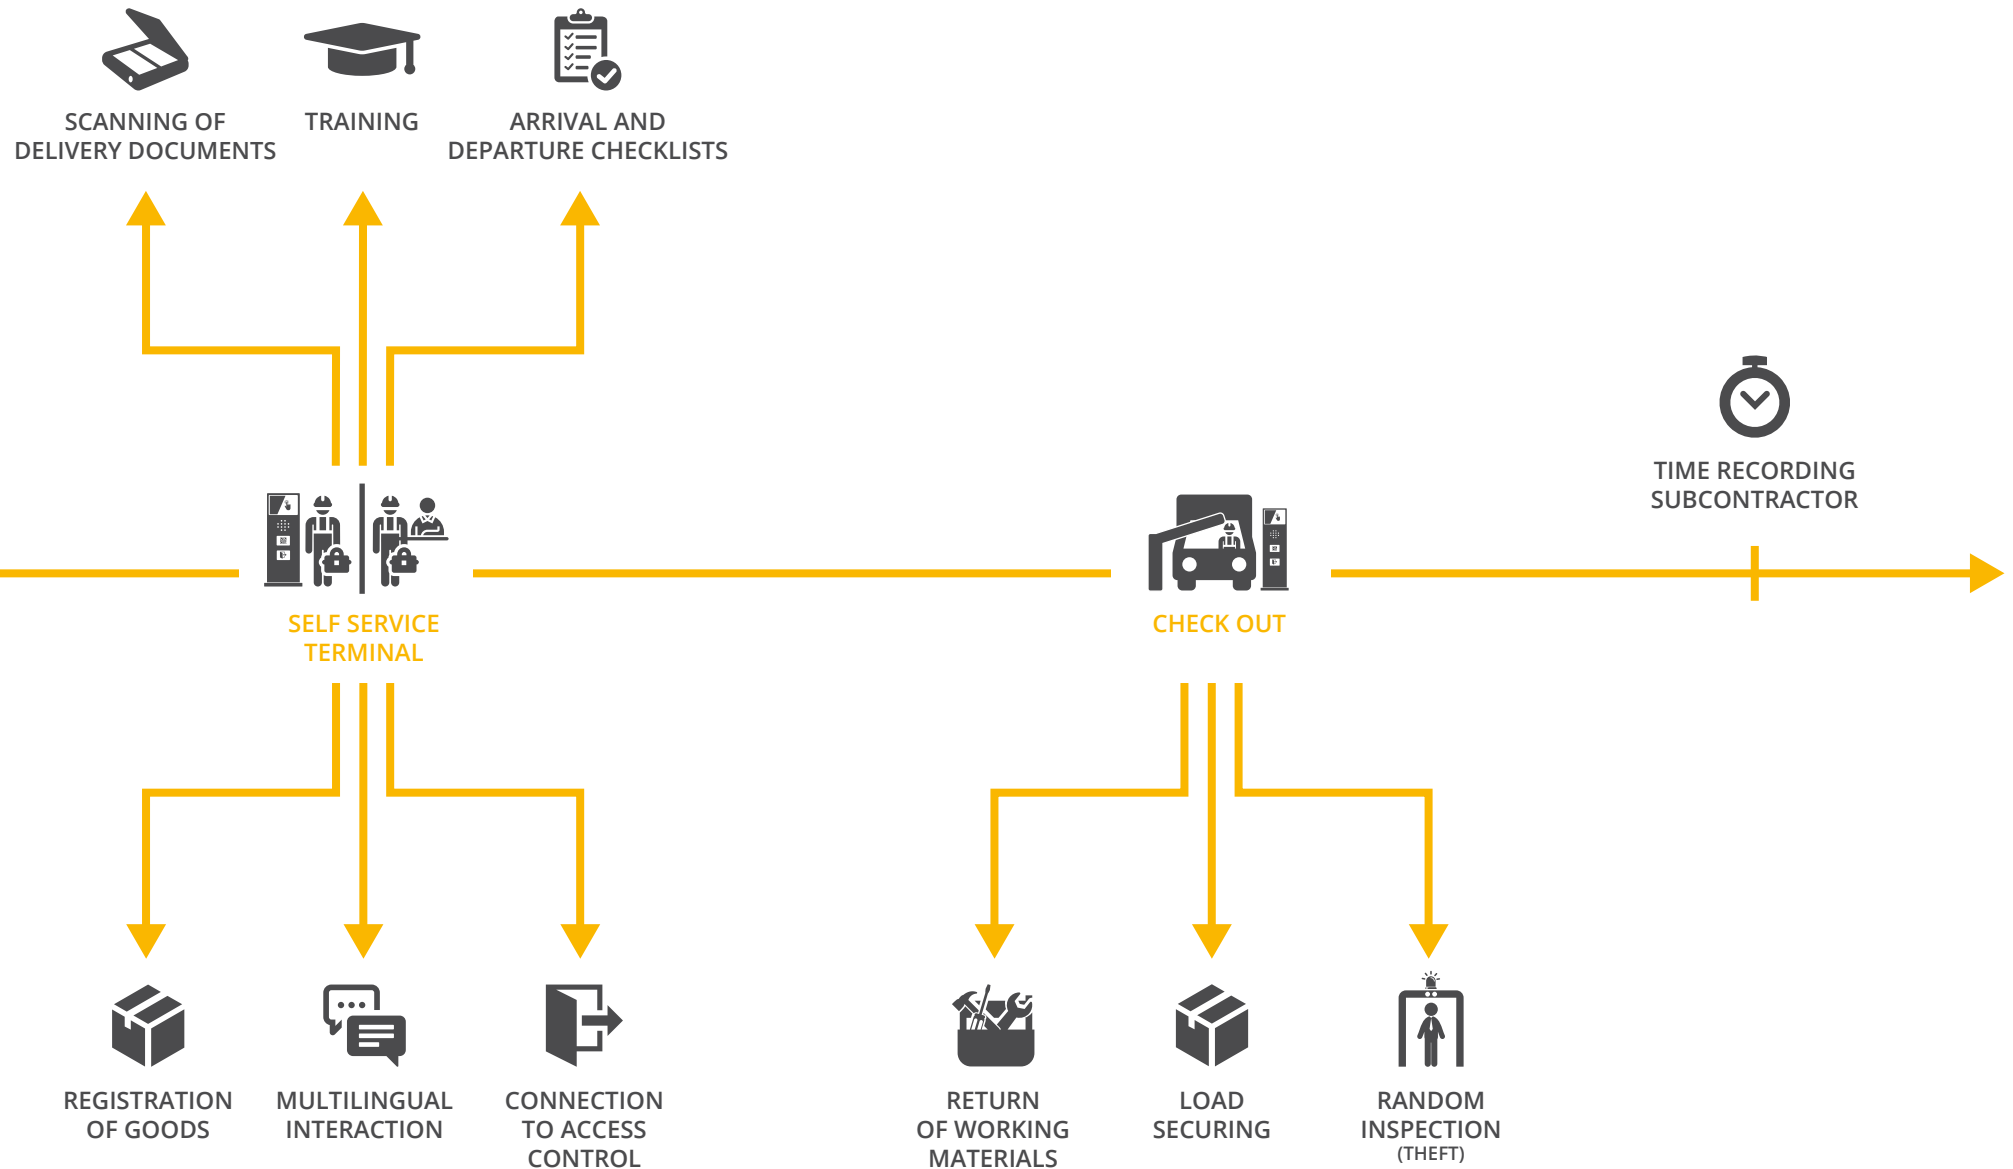 SCANNING OF
DELIVERY DOCUMENTS
TRAINING
ARRIVAL AND
DEPARTURE CHECKLISTS
TIME RECORDING
SUBCONTRACTOR
SELF SERVICE
TERMINAL
CHECK OUT
REGISTRATION
OF GOODS
MULTILINGUAL
INTERACTION
CONNECTION
TO ACCESS
CONTROL
RETURN
OF WORKING
MATERIALS
LOAD
SECURING
RANDOM
INSPECTION
(THEFT)